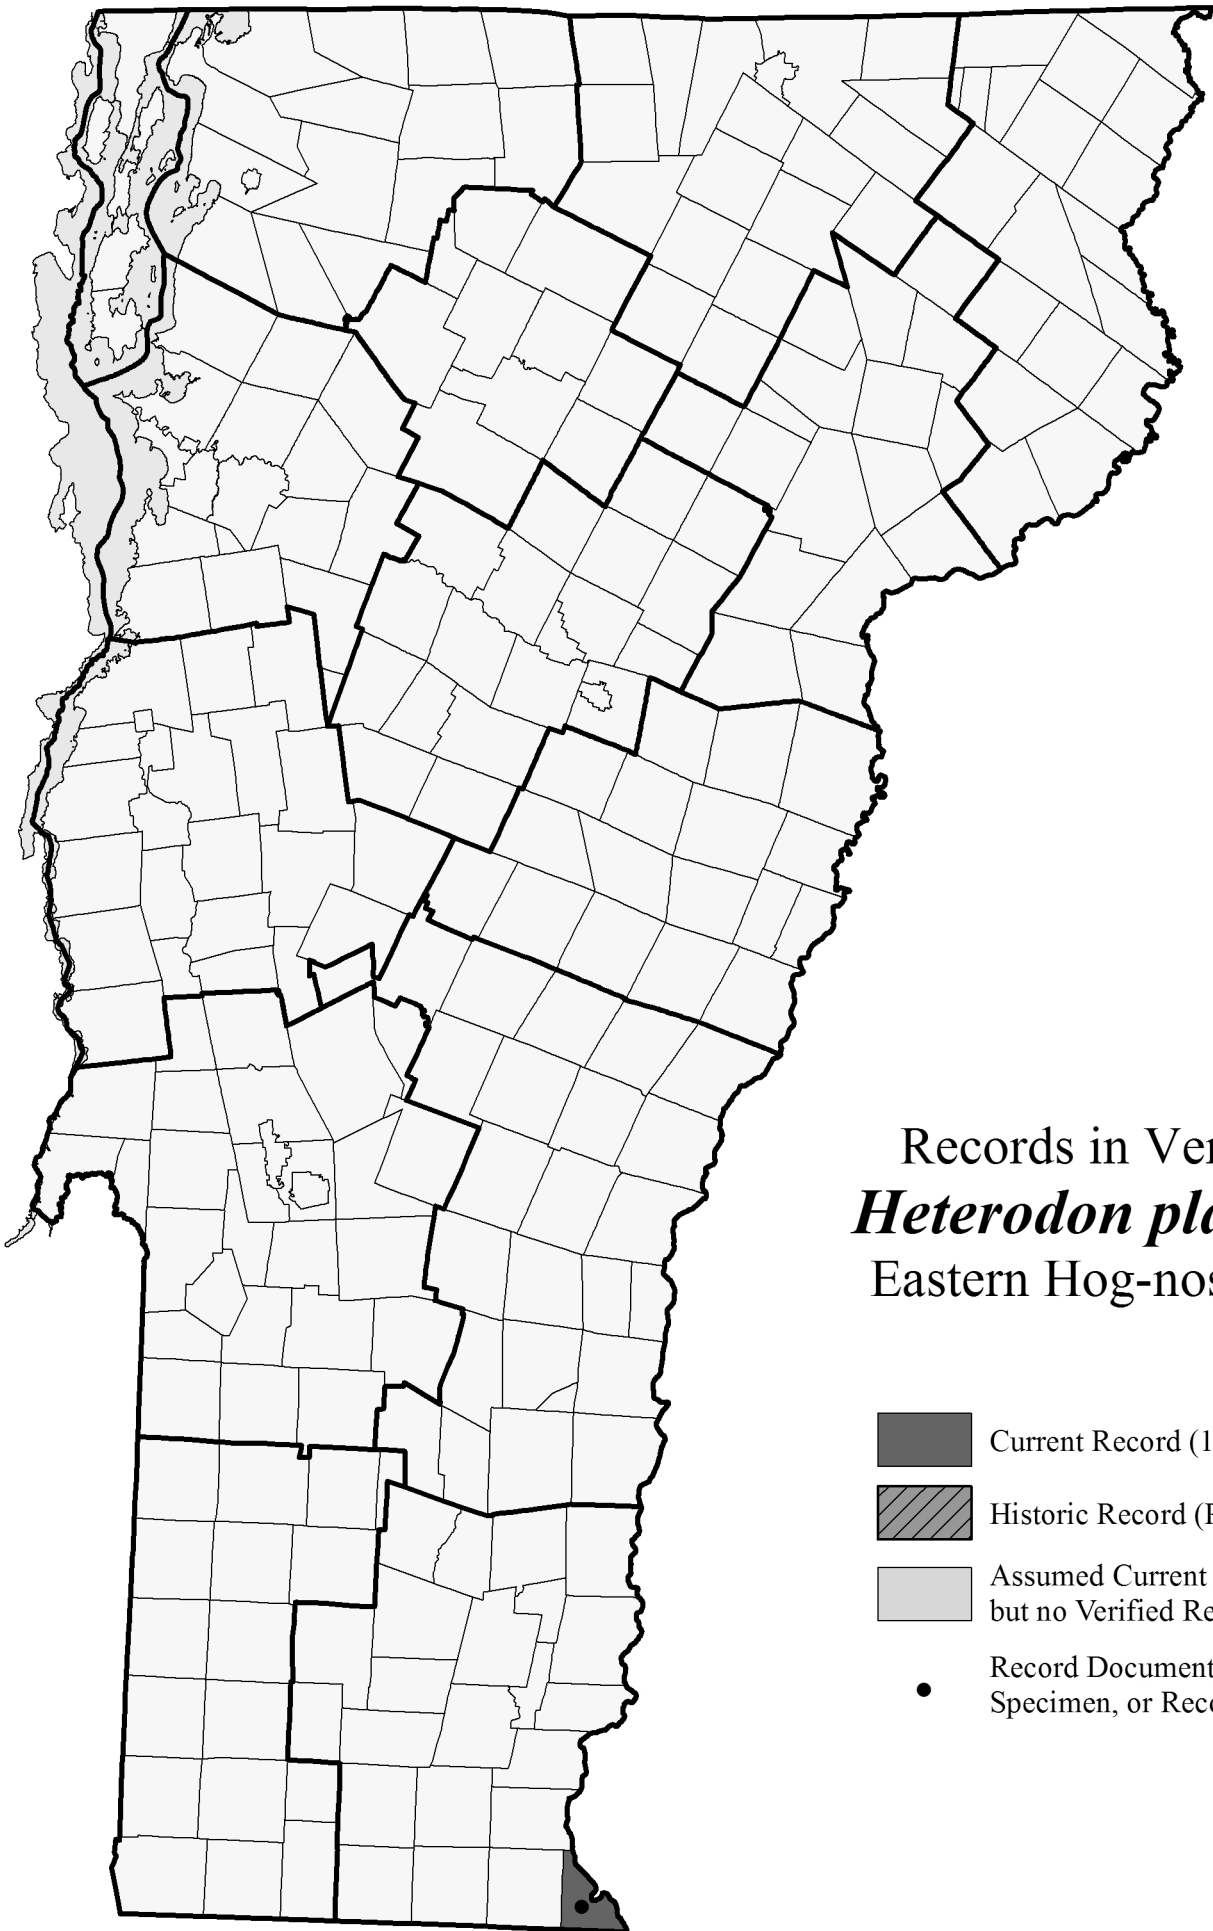 Records in Ver
Heterodon pla
Eastern Hog-nos
Current Record (1
Historic Record (P
Assumed Current
but no Verified Re
Record Document
Specimen, or Reco